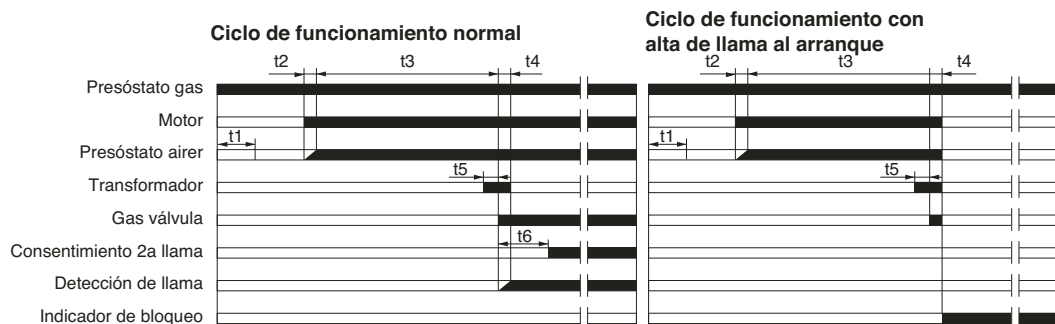 Ciclo de funcionamiento normal
Ciclo de funcionamiento con
alta de llama al arranque
t2 t3 t4
t2 t3 t4
Presóstato gas
Motor
t1
t1
Presóstato airer
t5
t5
Transformador
Gas válvula
t6
Consentimiento 2a llama
Detección de llama
Indicador de bloqueo